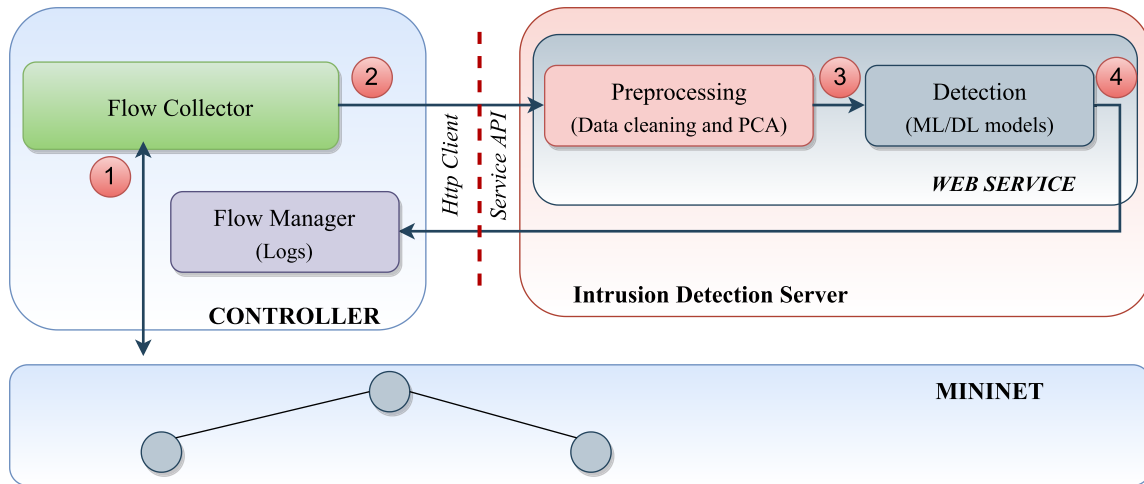 Flow Collector
1
2
Flow Manager
(Logs)
CONTROLLER
Http Client
Service API
Preprocessing
(Data cleaning and PCA)
3
Detection
(ML/DL models)
4
WEB SERVICE
Intrusion Detection Server
MININET